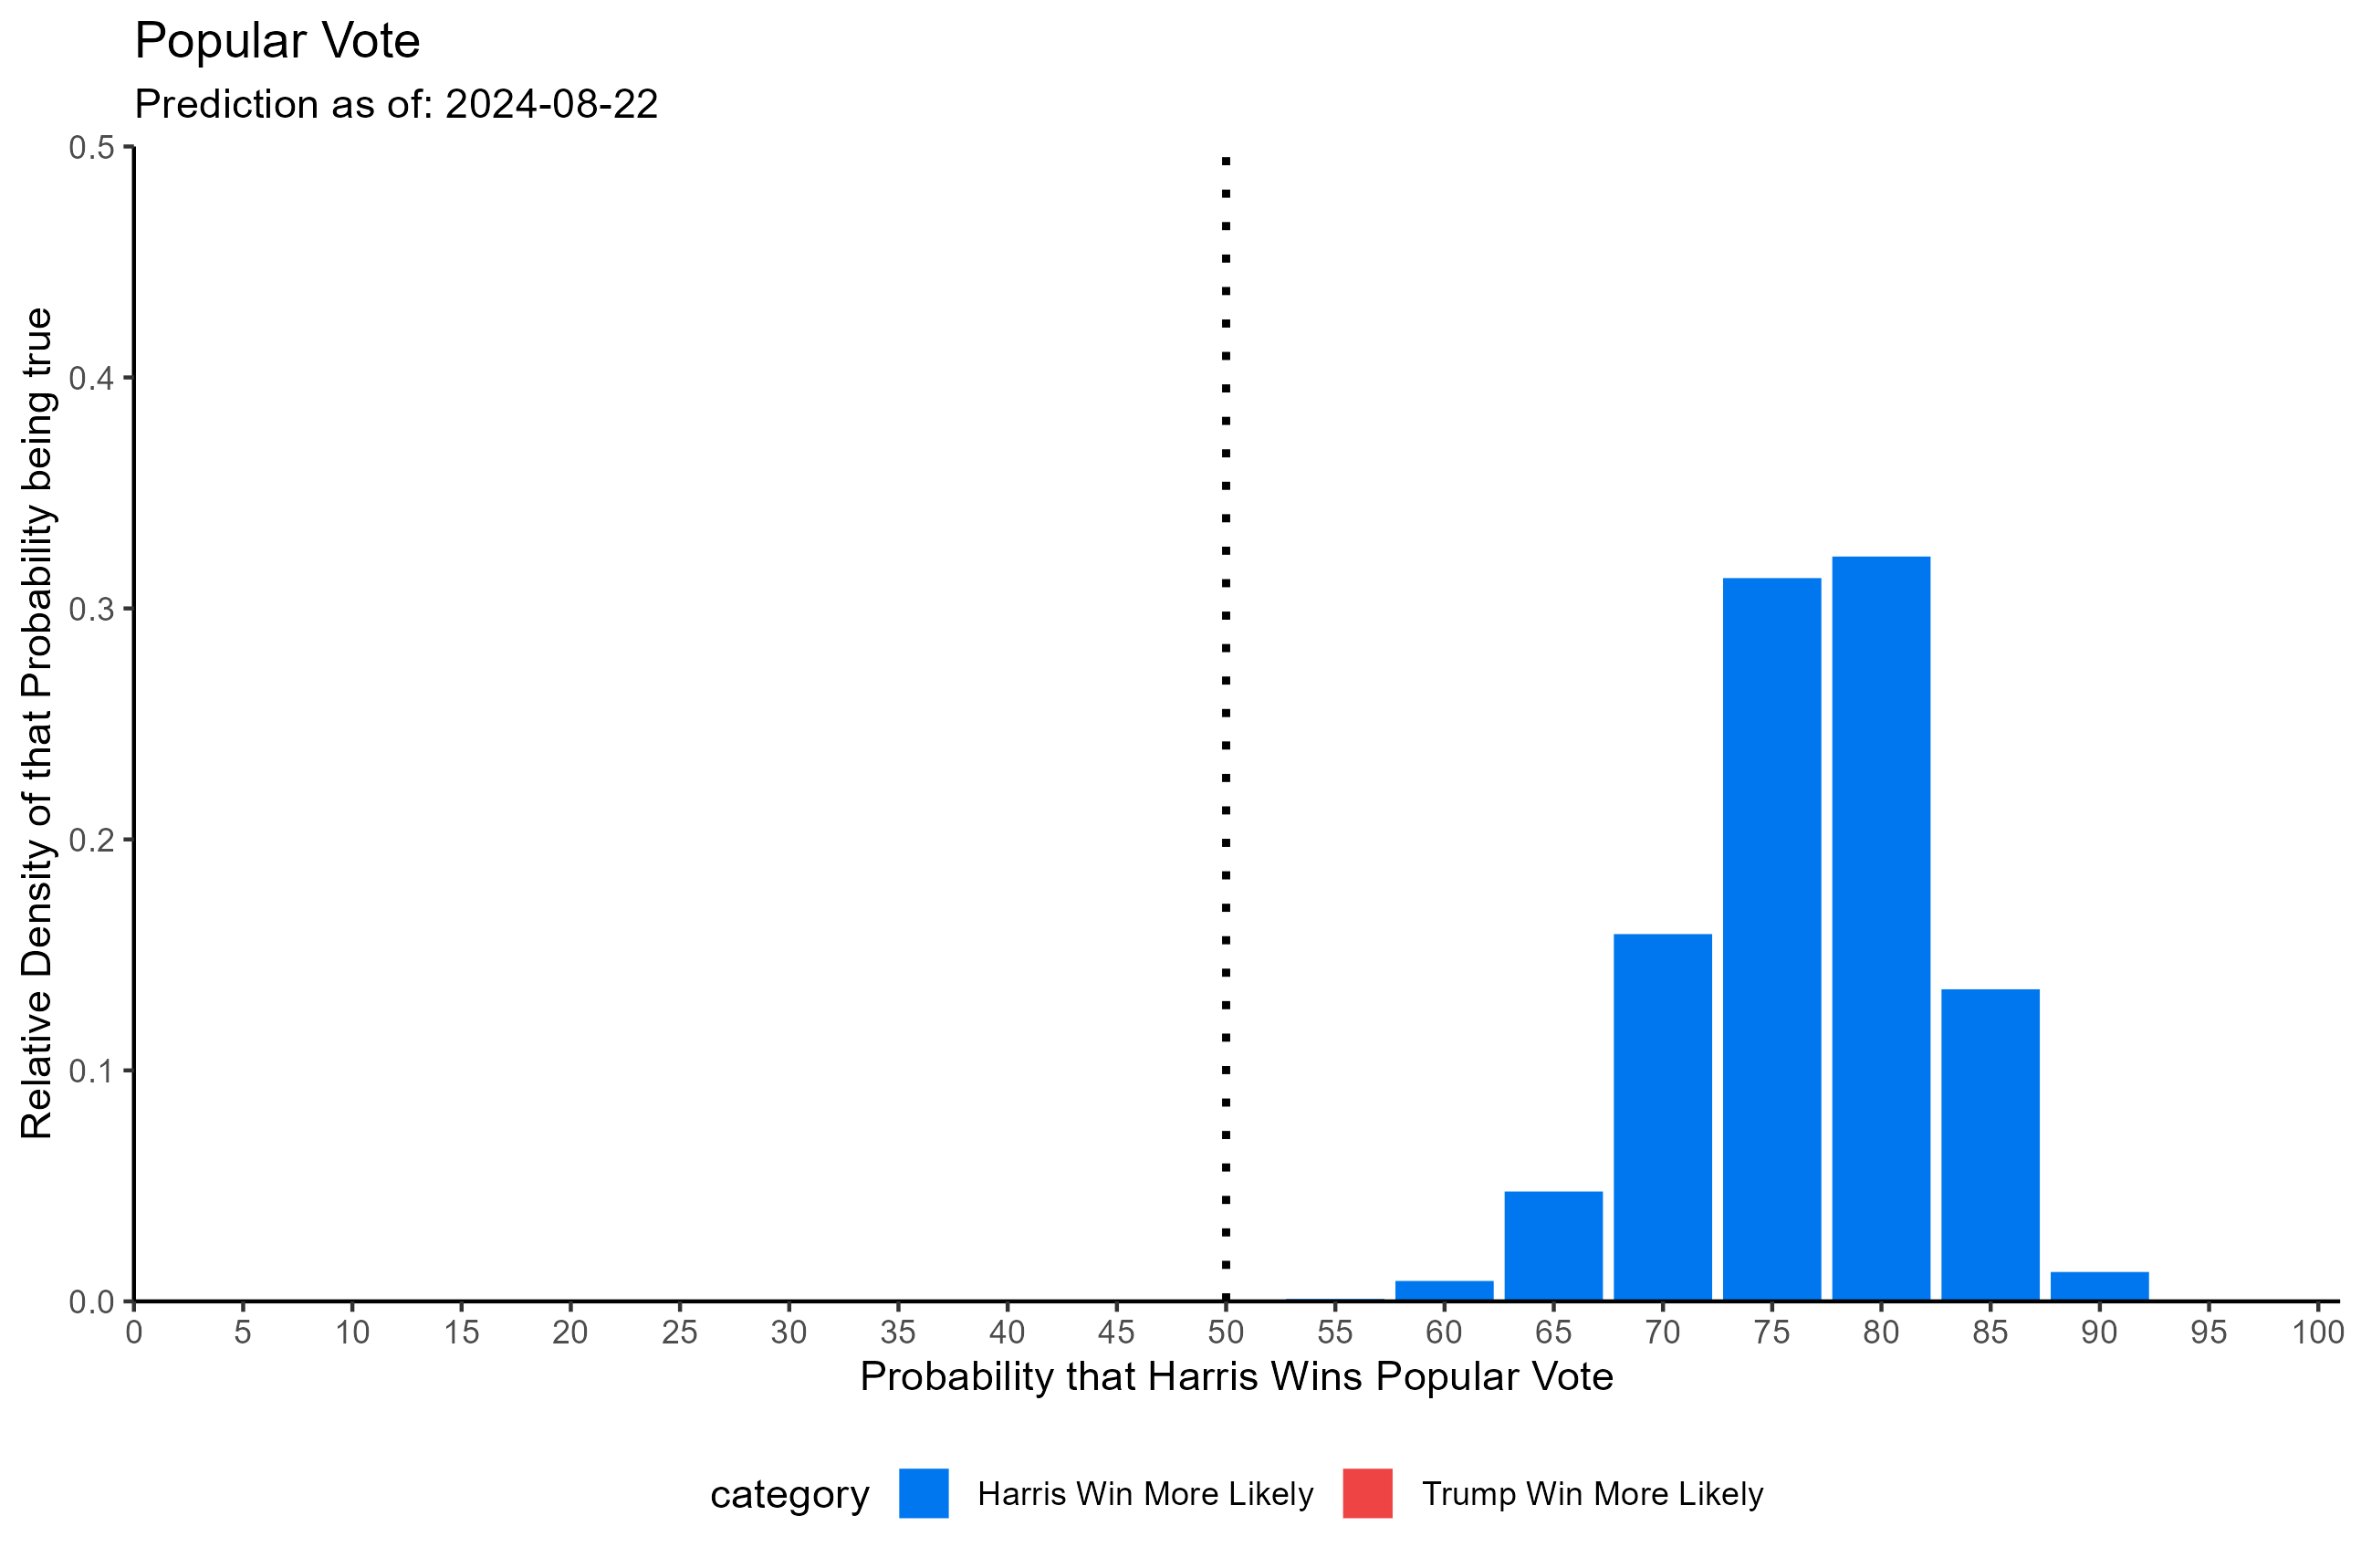 Popular Vote
Prediction as of: 2024-08-22
Relative Density of that Probability being true
0.5
0.4
0.3
0.2
0.1
0.0
0 5 10 15 20 25 30 35 40 45 50 55 60 65 70 75 80 85 90 95 100
Probability that Harris Wins Popular Vote
category Harris Win More Likely Trump Win More Likely